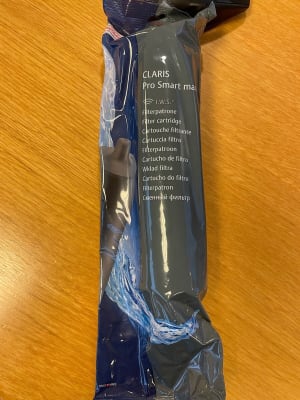 CLARIS
Pro Smart ma
I.W.S.
Filterpatrone
Filter cartridge
Cartouche filtrante
Cartuccia filtro
Filterpatroon
Cartucho de filtro
Wkład filtra
Cartucho do filtro
Filterpatron
Сменный фильтр